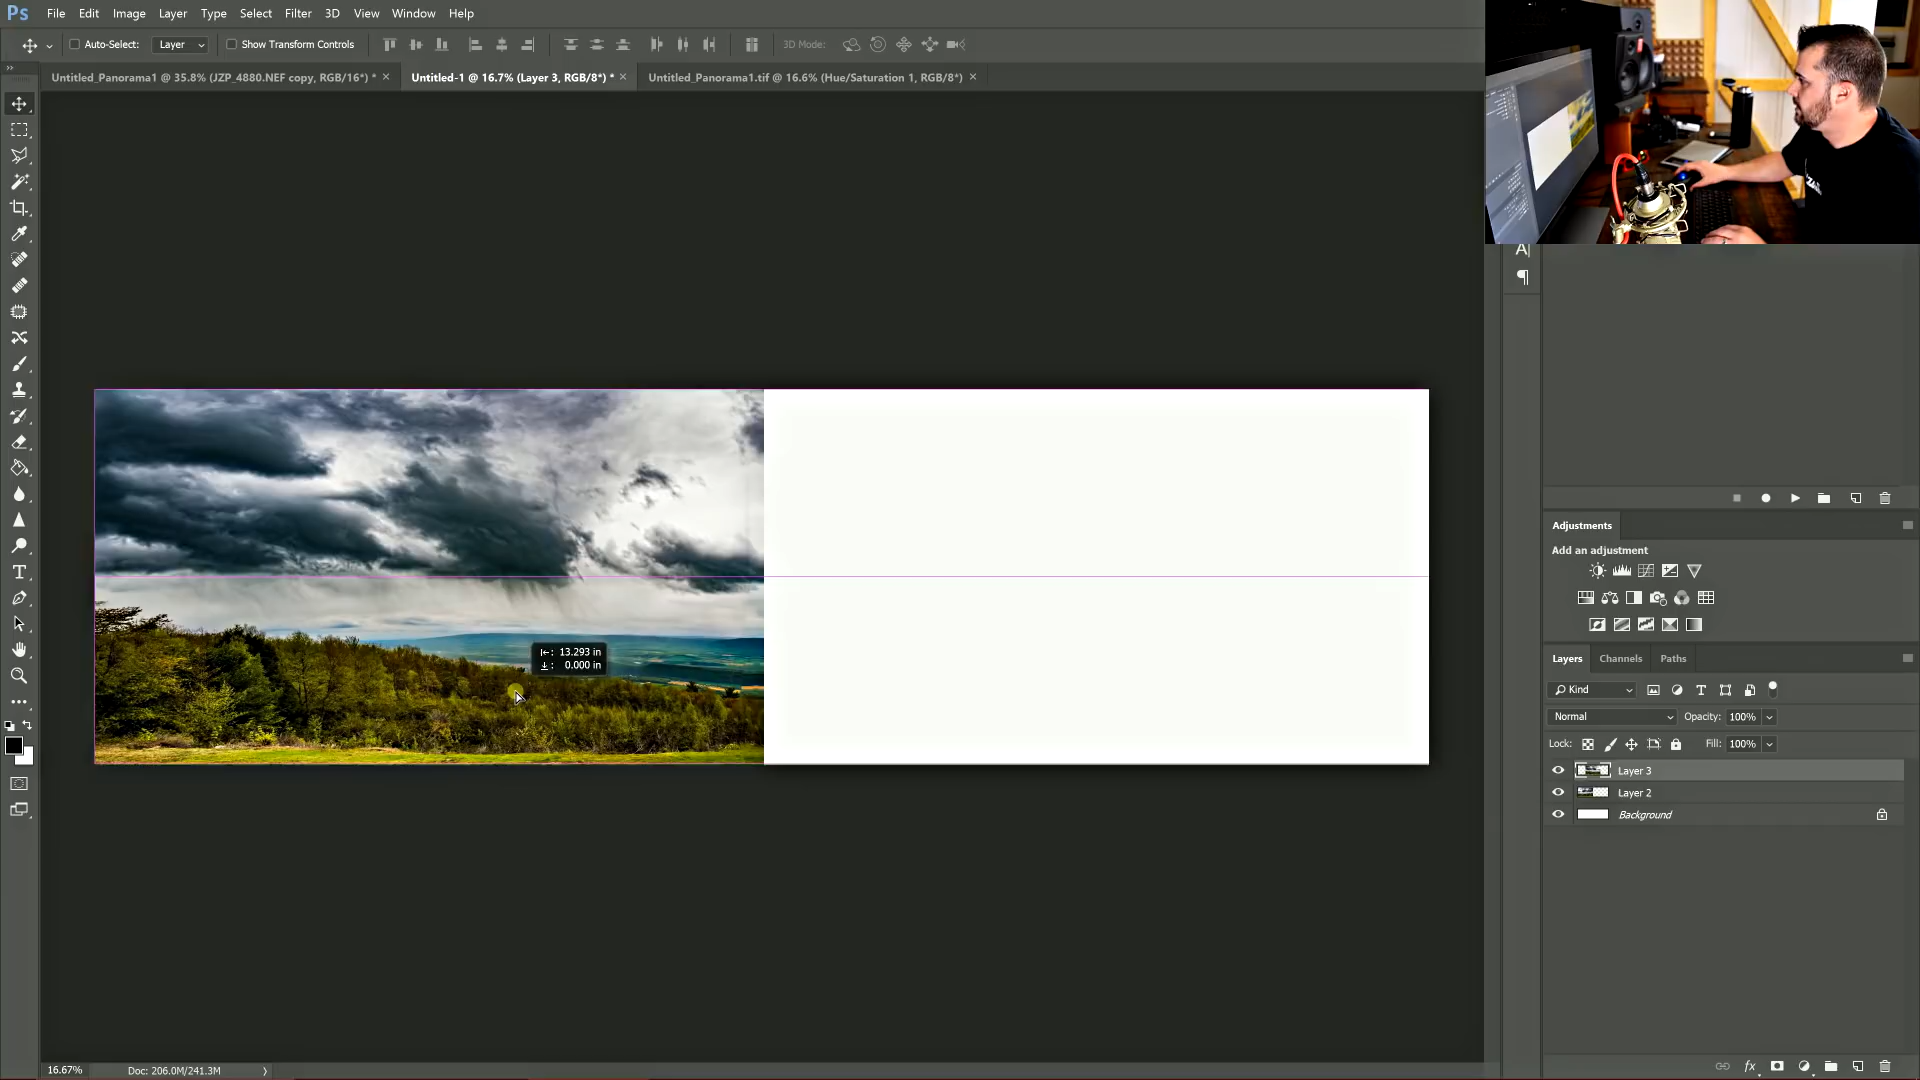 Ps File Edit Image Layer Type Select Filter 3D View Window Help
Auto-Select: Layer Show Transform Controls 3D Mode:
Untitled_Panorama1 @ 35.8% (JZP_4880.NEF copy, RGB/16*) * × Untitled-1 @ 16.7% (Layer 3, RGB/8*) * × Untitled_Panorama1.tif @ 16.6% (Hue/Saturation 1, RGB/8*) ×
A
¶
Adjustments
Add an adjustment
Layers Channels Paths
13.293 in
0.000 in
Kind
Normal Opacity: 100%
Lock: Fill: 100%
Layer 3
Layer 2
Background
16.67% Doc: 206.0M/241.3M